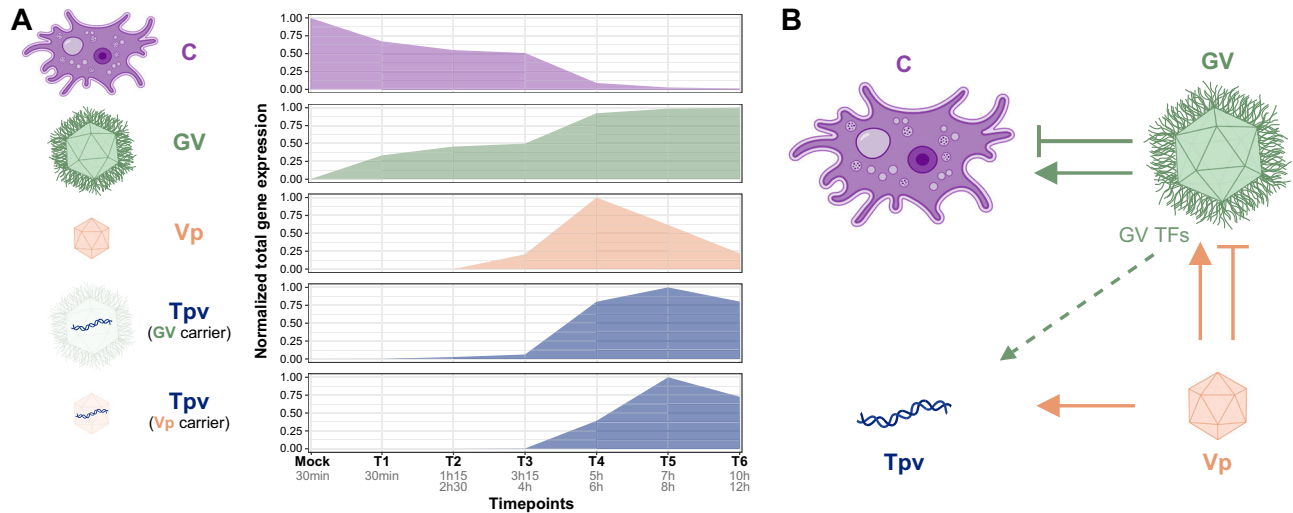 A
C
GV
Vp
Tpv
(GV carrier)
Tpv
(Vp carrier)
Normalized total gene expression
1.00
0.75
0.50
0.25
0.00
1.00
0.75
0.50
0.25
0.00
1.00
0.75
0.50
0.25
0.00
1.00
0.75
0.50
0.25
0.00
1.00
0.75
0.50
0.25
0.00
Mock T1 T2 T3 T4 T5 T6
30min 30min 1h15 3h15 5h 7h 10h
2h30 4h 6h 8h 12h
Timepoints
B
C
GV
GV TFs
Tpv
Vp